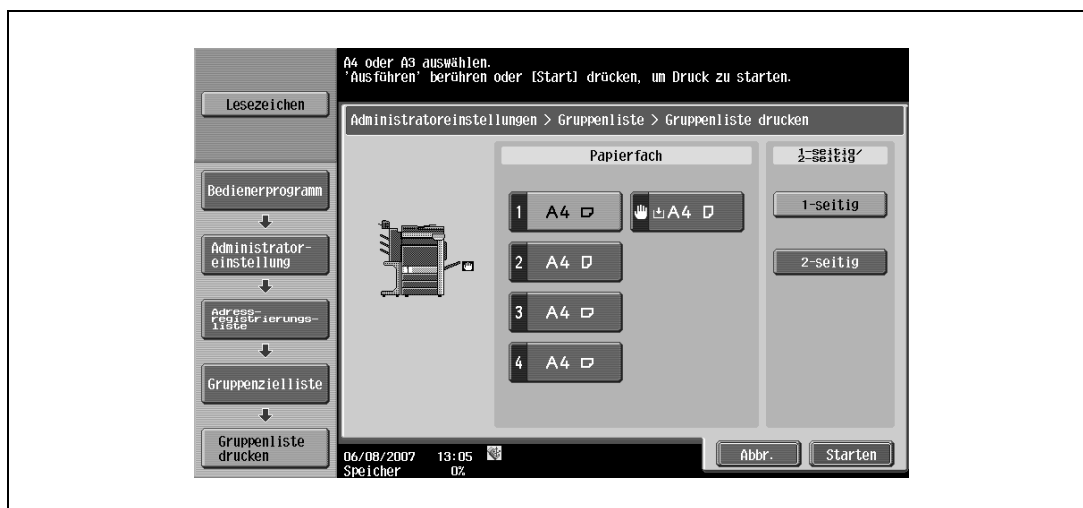 A4 oder A3 auswählen.
'Ausführen' berühren oder [Start] drücken, um Druck zu starten.
Lesezeichen
Administratoreinstellungen > Gruppenliste > Gruppenliste drucken
Papierfach
1-seitig/
2-seitig
Bedienerprogramm
Administrator-
einstellung
Adress-
registrierungs-
liste
Gruppenzielliste
Gruppenliste
drucken
1 A4
A4
2 A4
3 A4
4 A4
1-seitig
2-seitig
06/08/2007 13:05
Speicher 0%
Abbr.
Starten